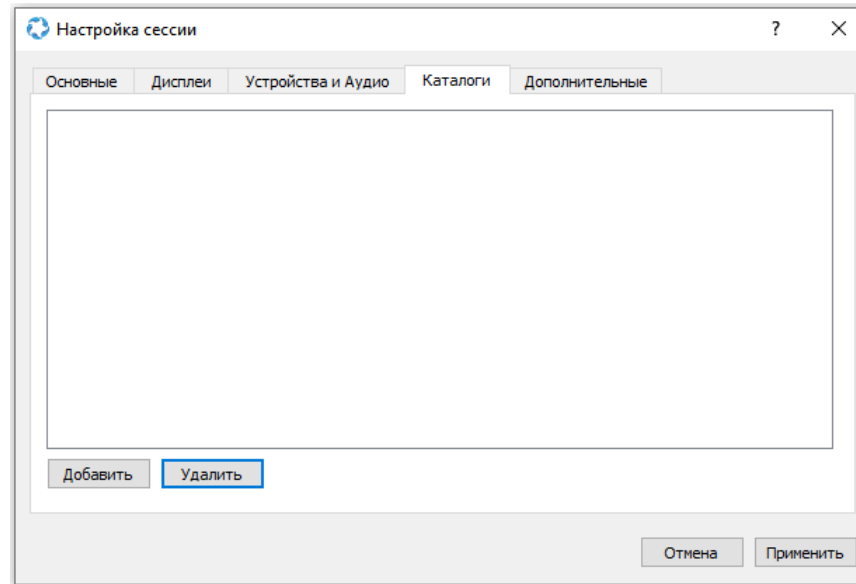 Настройка сессии
Основные Дисплеи Устройства и Аудио Каталоги Дополнительные
Добавить Удалить
Отмена Применить